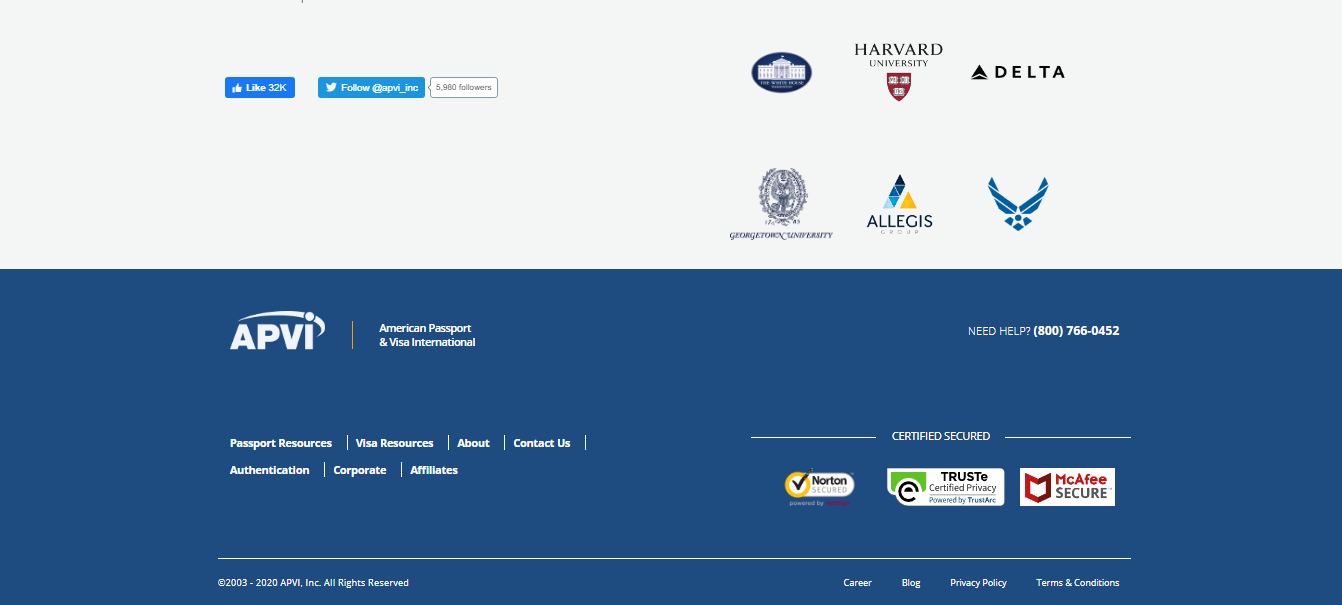 Like 32K
Follow @apvi_inc
5,980 followers
THE WHITE HOUSE
HARVARD
UNIVERSITY
DELTA
17 85
GEORGETOWN UNIVERSITY
ALLEGIS
GROUP
APVI
American Passport
& Visa International
NEED HELP? (800) 766-0452
Passport Resources
Visa Resources
About
Contact Us
Authentication
Corporate
Affiliates
CERTIFIED SECURED
Norton
SECURED
powered by
TRUSTe
Certified Privacy
Powered by TrustArc
McAfee
SECURE
©2003 - 2020 APVI, Inc. All Rights Reserved
Career
Blog
Privacy Policy
Terms & Conditions